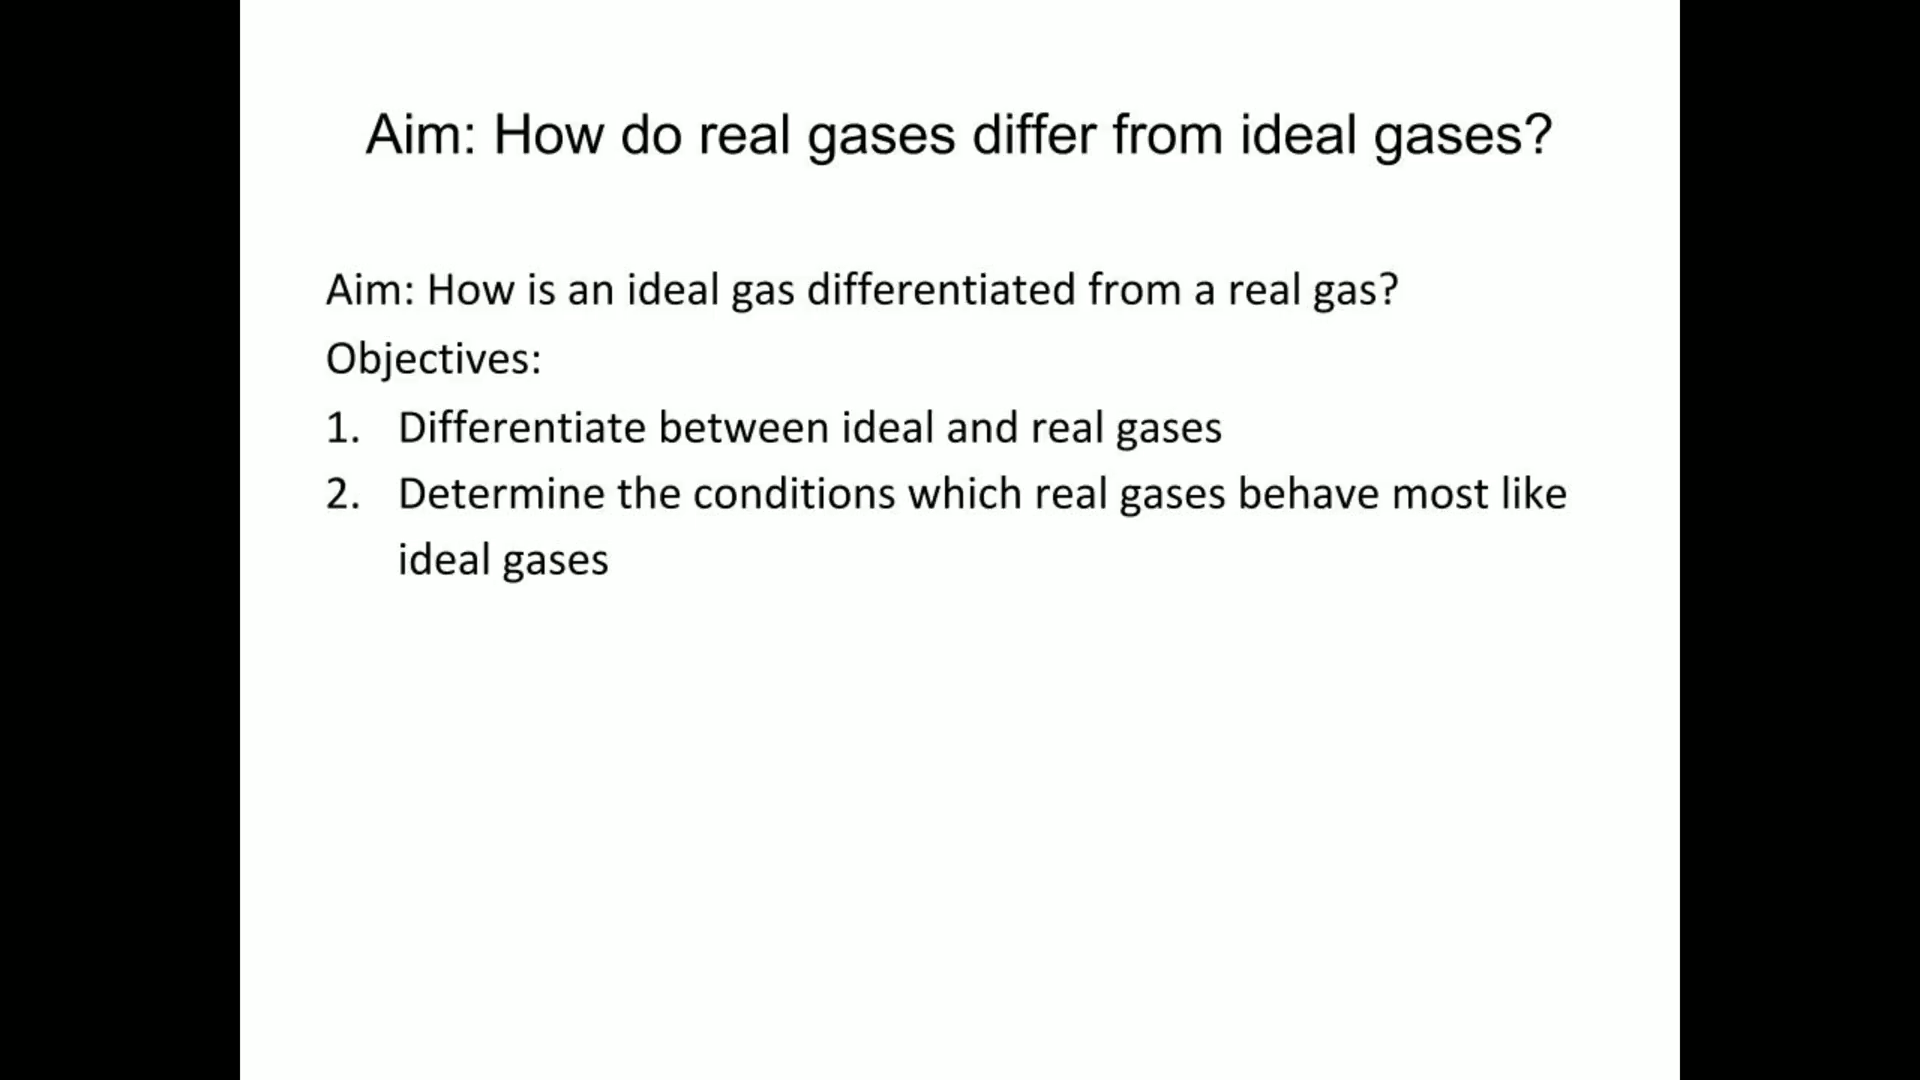 Aim: How do real gases differ from ideal gases?
Aim: How is an ideal gas differentiated from a real gas?
Objectives:
1. Differentiate between ideal and real gases
2. Determine the conditions which real gases behave most like
ideal gases